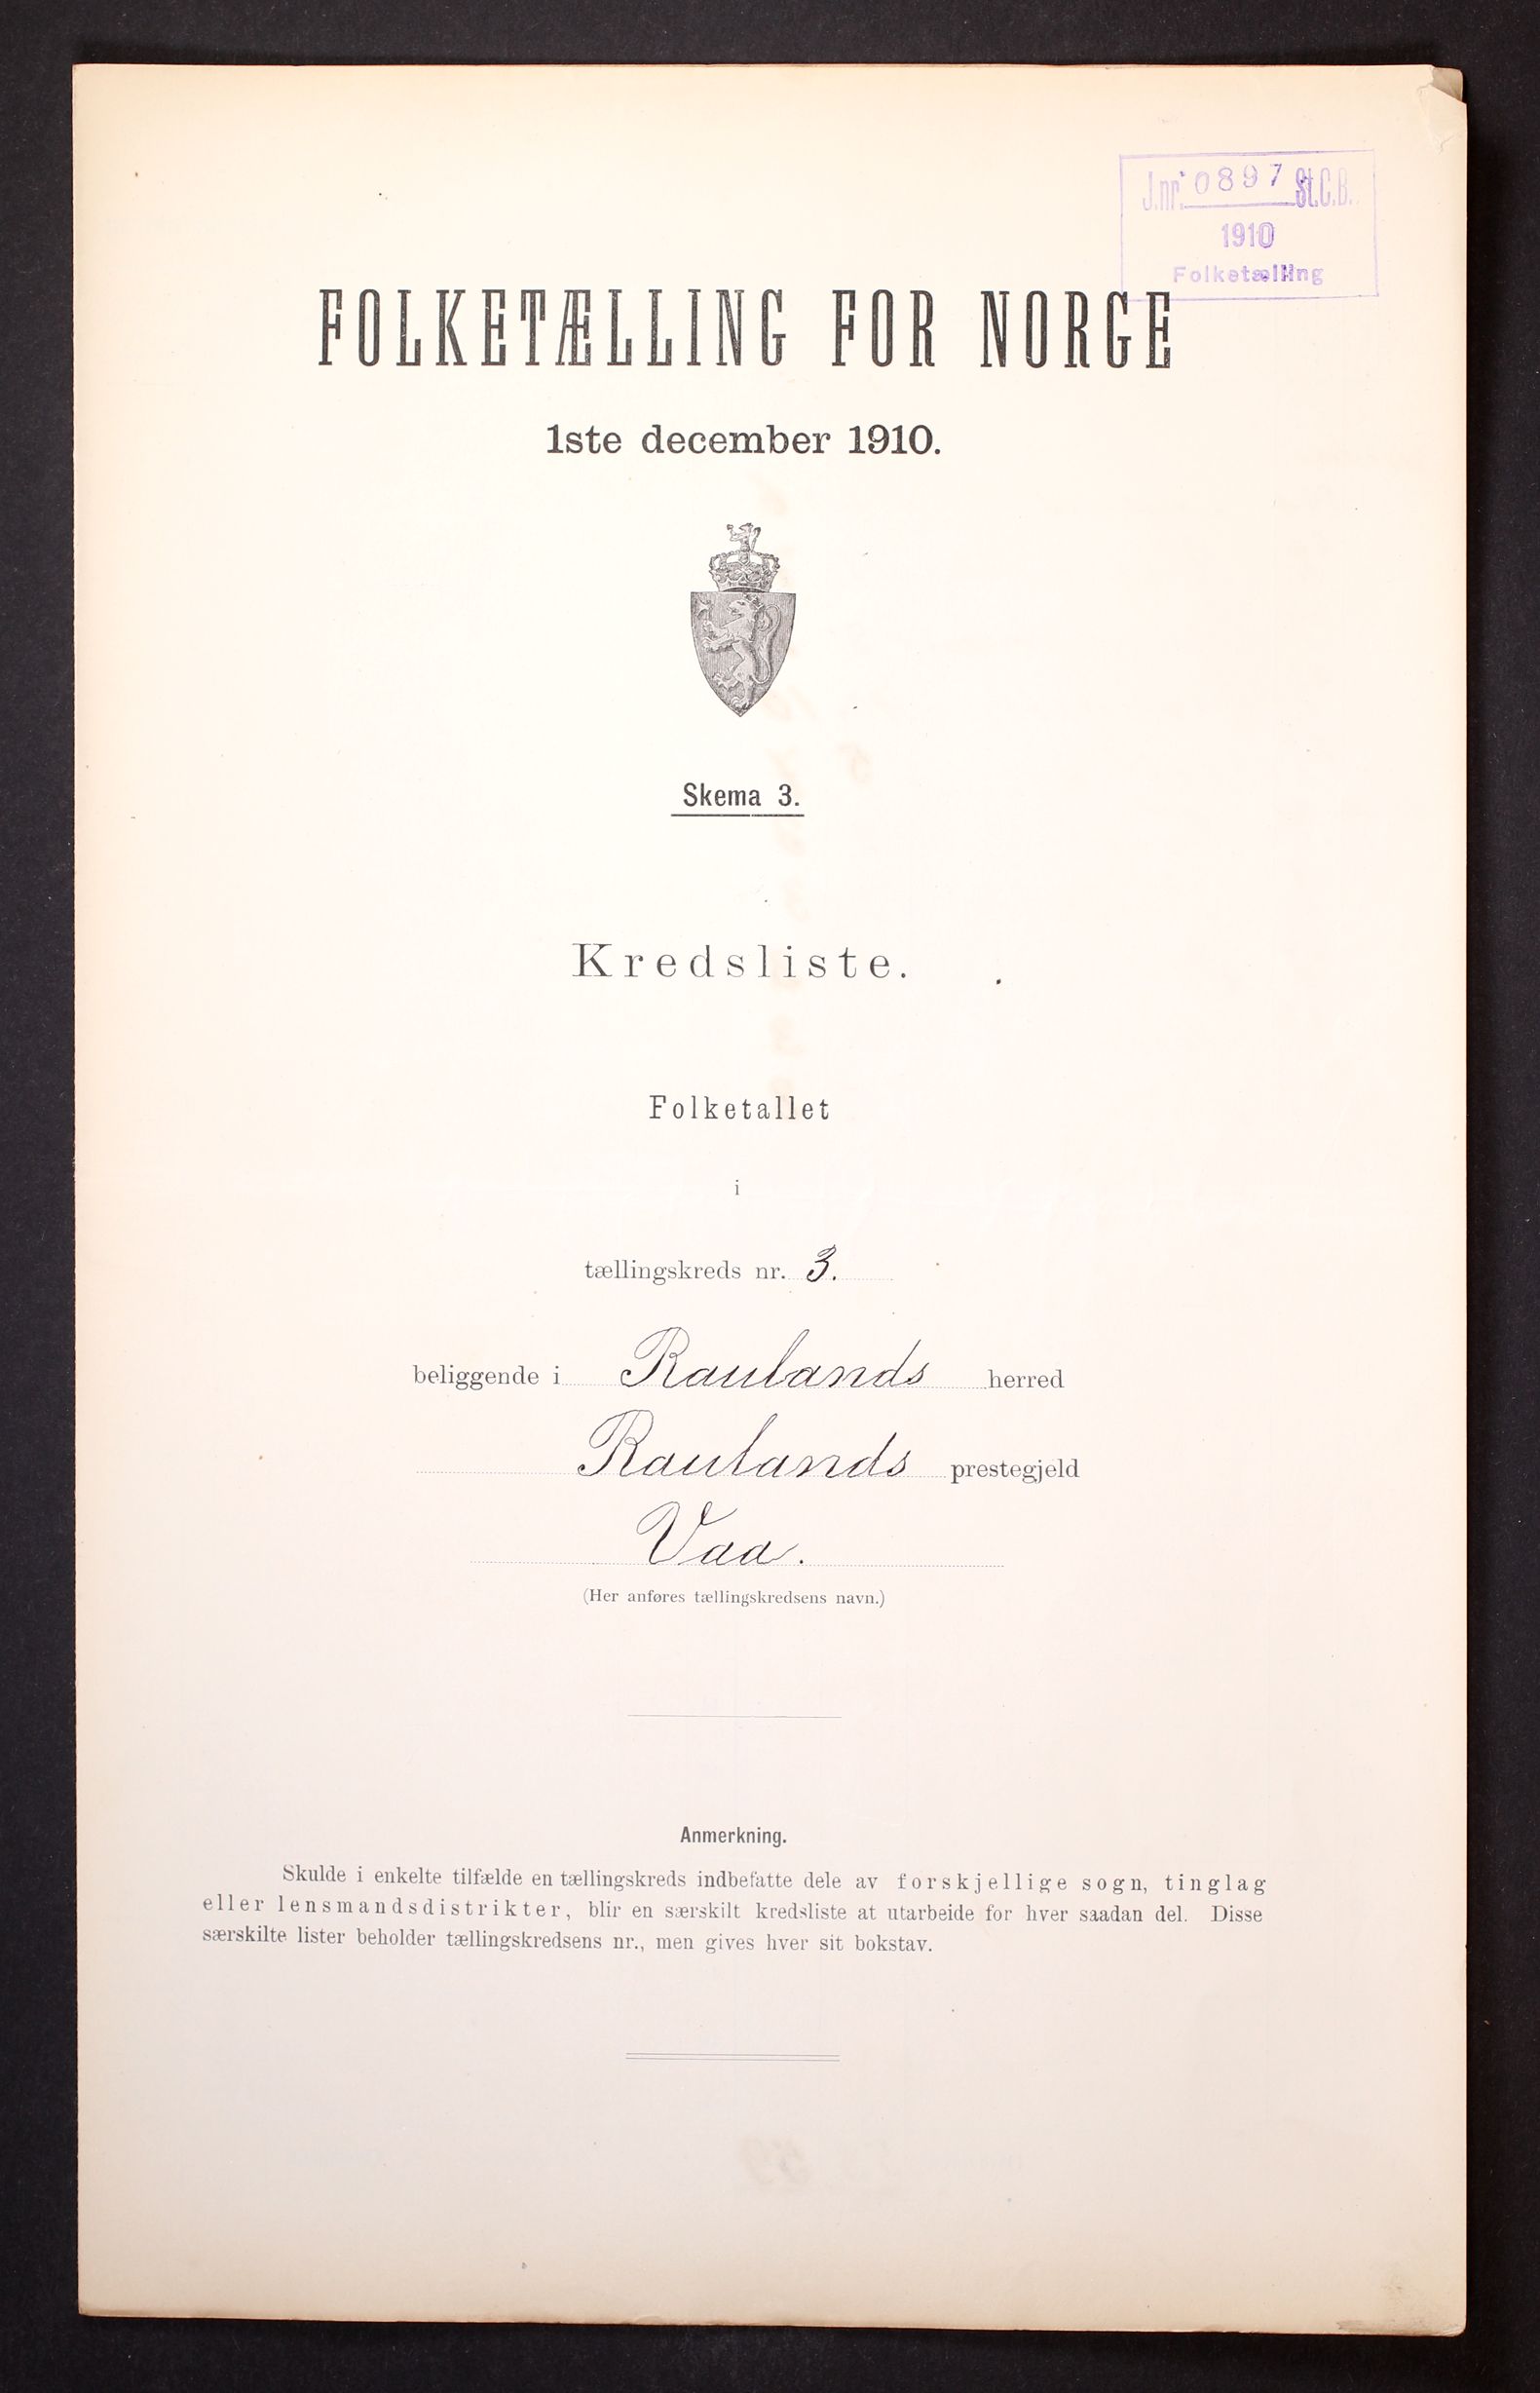 J.nr. 0897 St.C.B.
1910
Folketælling
FOLKETÆLLING FOR NORGE
1ste december 1910.
Skema 3.
Kredsliste.
Folketallet
i
tællingskreds nr. 3.
beliggende i Raulands herred
Raulands prestegjeld
Vaa.
(Her anføres tællingskredsens navn.)
Anmerkning.
Skulde i enkelte tilfælde en tællingskreds indbefatte dele av forskjellige sogn, tinglag
eller lensmandsdistrikter, blir en særskilt kredsliste at utarbeide for hver saadan del. Disse
særskilte lister beholder tællingskredsens nr., men gives hver sit bokstav.